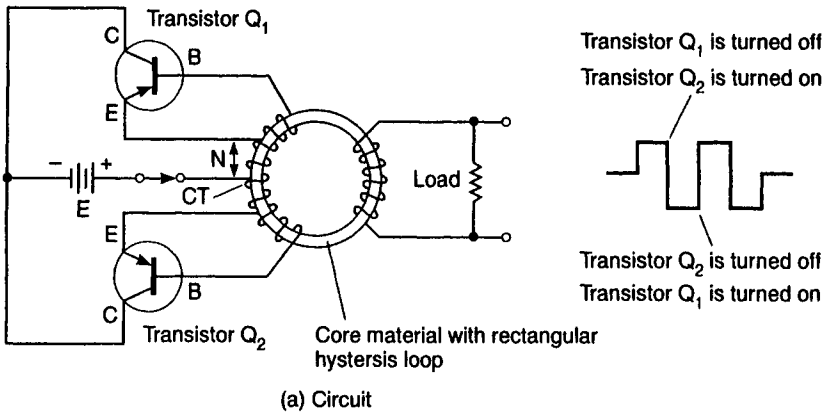 Transistor Q1
C
B
E
− +
E
N
CT
E
B
C
Transistor Q2
Load
Core material with rectangular
hystersis loop
(a) Circuit
Transistor Q1 is turned off
Transistor Q2 is turned on
Transistor Q2 is turned off
Transistor Q1 is turned on